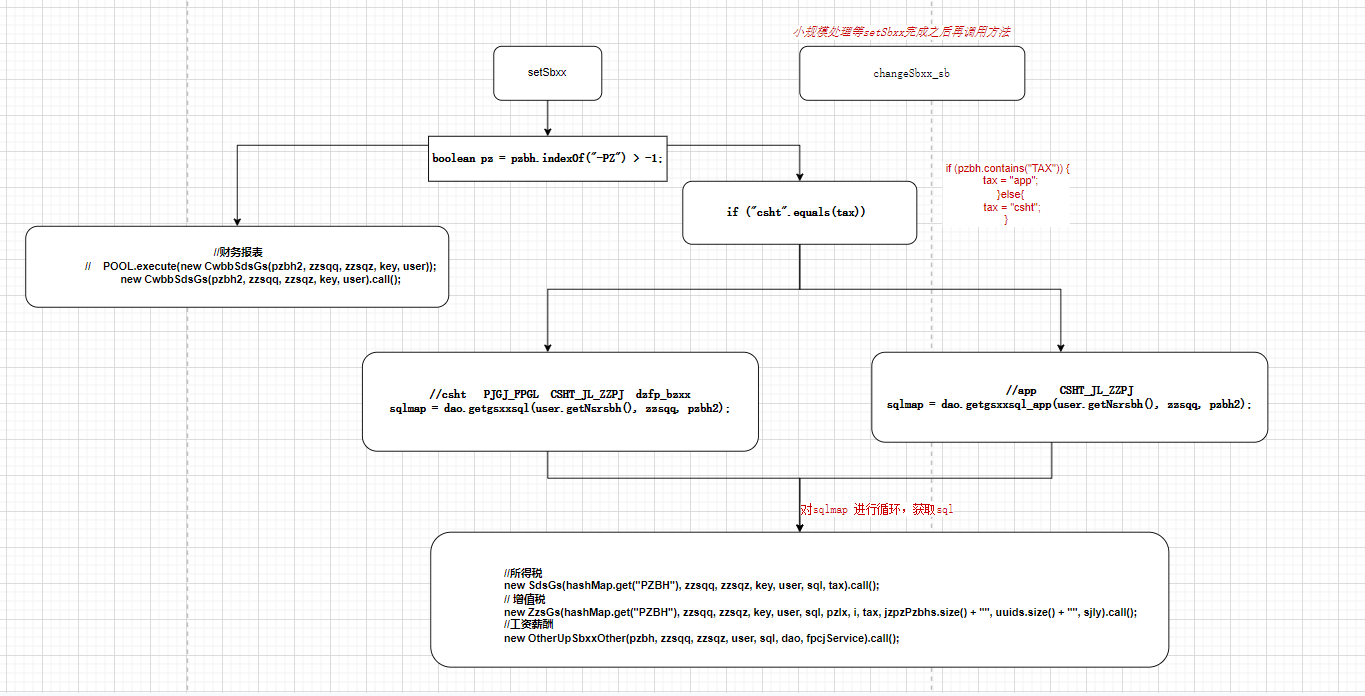 小规模处理等setSbxx完成之后再调用方法
setSbxx
changeSbxx_sb
boolean pz = pzbh.indexOf("-PZ") > -1;
if (pzbh.contains("TAX")) {
tax = "app";
}else{
tax = "csht";
}
if ("csht".equals(tax))
//财务报表
// POOL.execute(new CwbbSdsGs(pzbh2, zzsqq, zzsqz, key, user));
new CwbbSdsGs(pzbh2, zzsqq, zzsqz, key, user).call();
//csht PJGJ_FPGL CSHT_JL_ZZPJ dzfp_bzxx
sqlmap = dao.getgsxxsql(user.getNsrsbh(), zzsqq, pzbh2);
//app CSHT_JL_ZZPJ
sqlmap = dao.getgsxxsql_app(user.getNsrsbh(), zzsqq, pzbh2);
对sqlmap 进行循环，获取sql
//所得税
new SdsGs(hashMap.get("PZBH"), zzsqq, zzsqz, key, user, sql, tax).call();
// 增值税
new ZzsGs(hashMap.get("PZBH"), zzsqq, zzsqz, key, user, sql, pzlx, i, tax, jzpzPzbhs.size() + "", uuids.size() + "", sjly).call();
//工资薪酬
new OtherUpSbxxOther(pzbh, zzsqq, zzsqz, user, sql, dao, fpcjService).call();